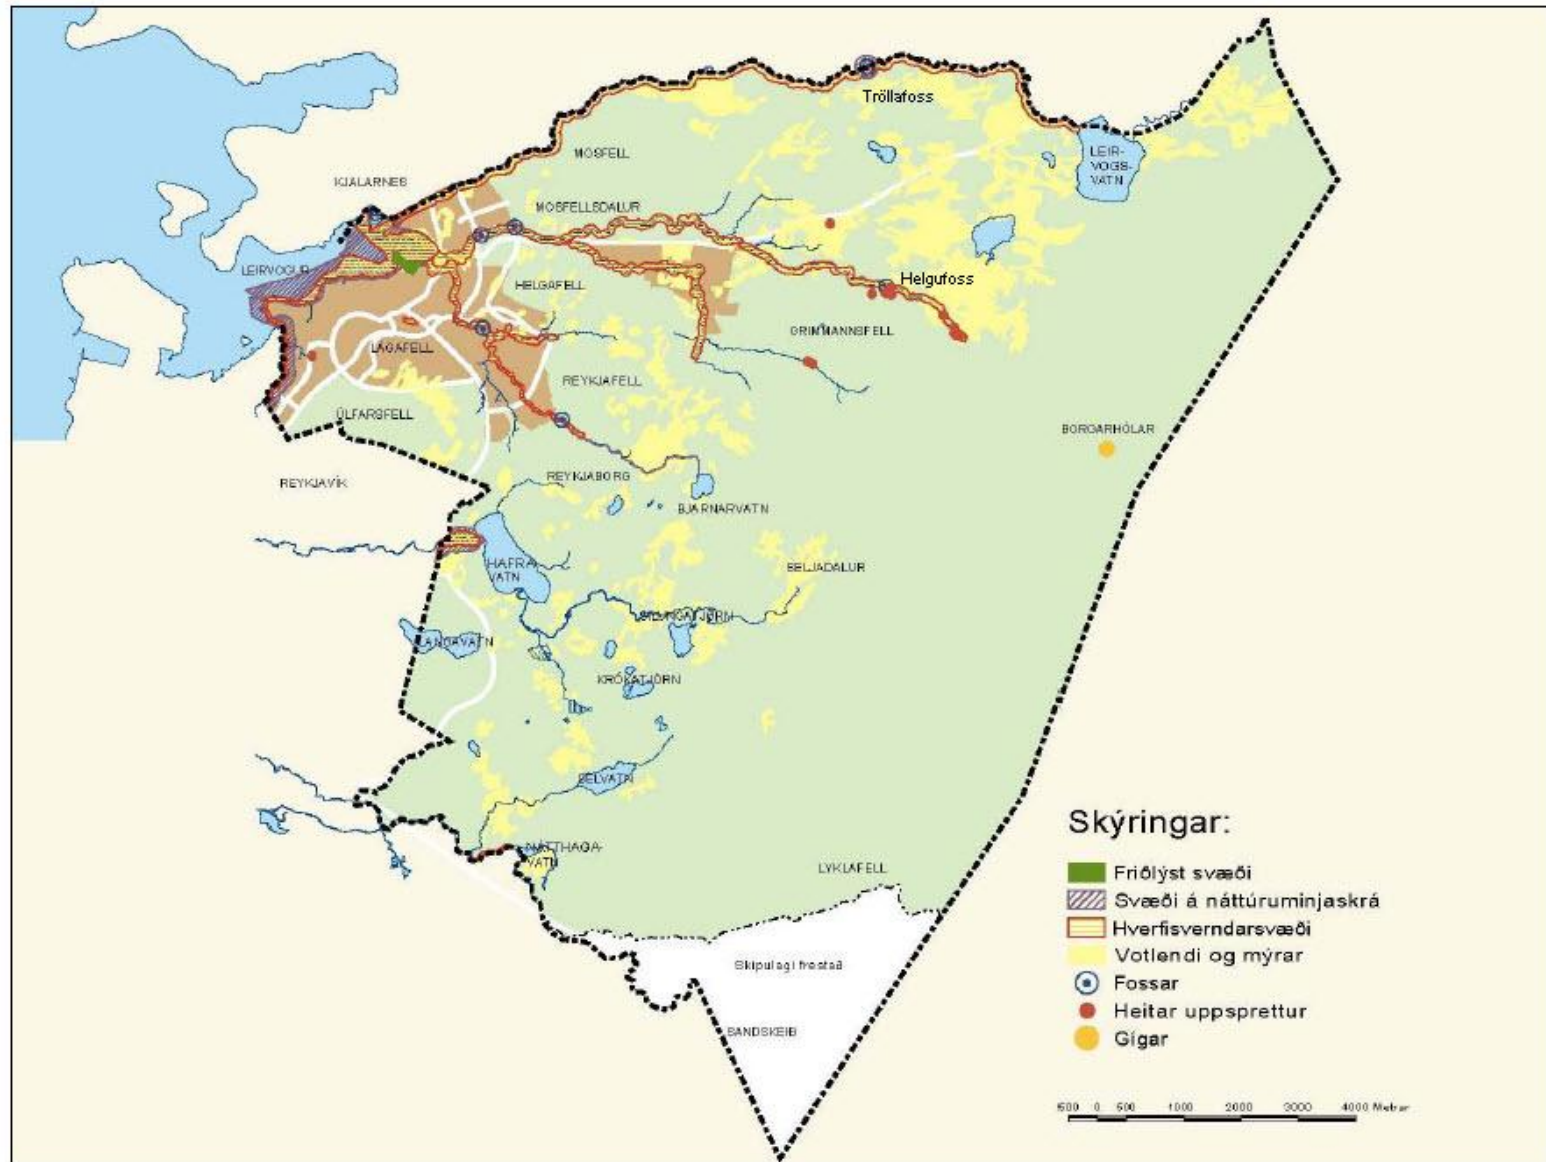 Tröllafoss
LEIR-
VOGS-
VATN
MOSFELL
KJALARNES
MOSFELLSDALUR
LEIRVOGUR
HELGAFELL
Helgufoss
GRIMMANNSFELL
LÁGAFELL
REYKJAFELL
ÚLFARSFELL
BORGARHÓLAR
REYKJAVÍK
REYKJABORG
BJARNARVATN
HAFRA-
VATN
SELJADALUR
SILUNGATJÖRN
LANGAVATN
KRÓKATJÖRN
SELVATN
NÁTTHAGA-
VATN
LYKLAFELL
Skipulagi frestað
SANDSKEIÐ
Skýringar:
Friðlýst svæði
Svæði á náttúruminjaskrá
Hverfisverndarsvæði
Votlendi og mýrar
Fossar
Heitar uppsprettur
Gígar
500 0 500 1000 2000 3000 4000 Metrar